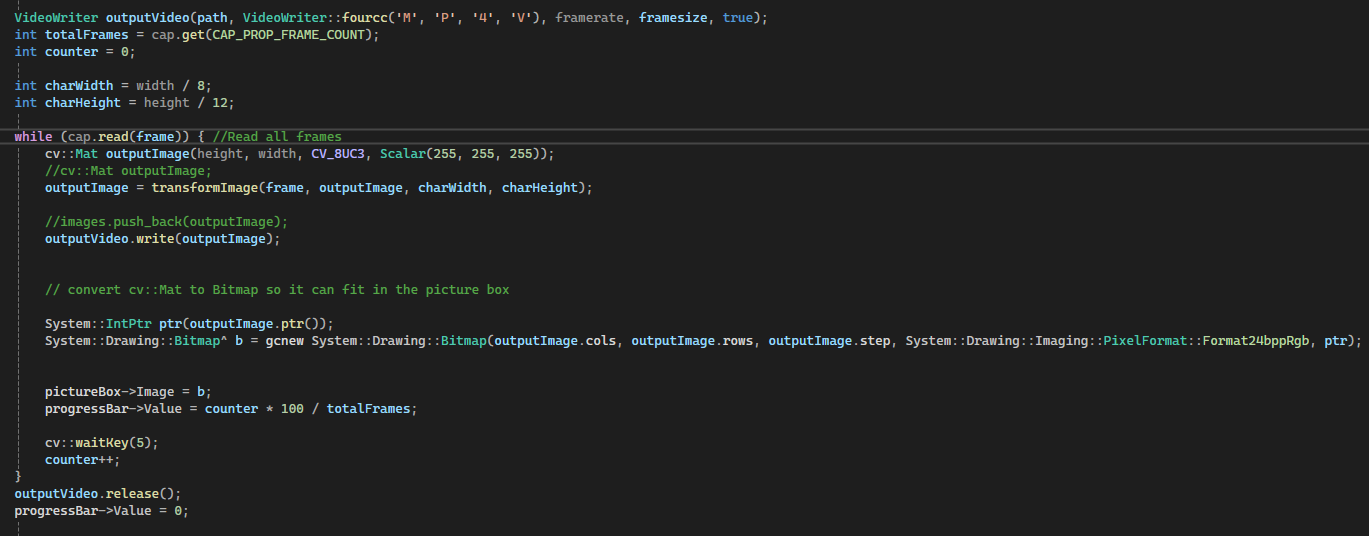 VideoWriter outputVideo(path, VideoWriter::fourcc('M', 'P', '4', 'V'), framerate, framesize, true);
int totalFrames = cap.get(CAP_PROP_FRAME_COUNT);
int counter = 0;
int charWidth = width / 8;
int charHeight = height / 12;
while (cap.read(frame)) { //Read all frames
cv::Mat outputImage(height, width, CV_8UC3, Scalar(255, 255, 255));
//cv::Mat outputImage;
outputImage = transformImage(frame, outputImage, charWidth, charHeight);
//images.push_back(outputImage);
outputVideo.write(outputImage);
// convert cv::Mat to Bitmap so it can fit in the picture box
System::IntPtr ptr(outputImage.ptr());
System::Drawing::Bitmap^ b = gcnew System::Drawing::Bitmap(outputImage.cols, outputImage.rows, outputImage.step, System::Drawing::Imaging::PixelFormat::Format24bppRgb, ptr);
pictureBox->Image = b;
progressBar->Value = counter * 100 / totalFrames;
cv::waitKey(5);
counter++;
}
outputVideo.release();
progressBar->Value = 0;